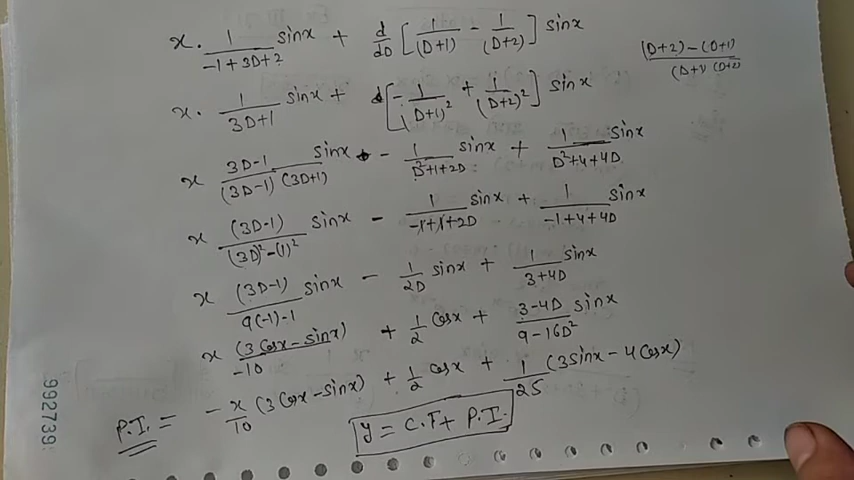 x. 1/(-1+3D+2) sinx + d/dD [1/(D+1) - 1/(D+2)] sinx
((D+2)-(D+1))/((D+1)(D+2))
x. 1/(3D+1) sinx + [-1/(D+1)² + 1/(D+2)²] sinx
x (3D-1)/((3D-1)(3D+1)) sinx - 1/(D²+1+2D) sinx + 1/(D²+4+4D) sinx
x (3D-1)/((3D)²-(1)²) sinx - 1/(-1+1+2D) sinx + 1/(-1+4+4D) sinx
x (3D-1)/(9(-1)-1) sinx - 1/2D sinx + 1/(3+4D) sinx
x (3cosx-sinx)/-10 + 1/2 cosx + (3-4D)/(9-16D²) sinx
P.I. = -x/10 (3cosx-sinx) + 1/2 cosx + 1/25 (3sinx-4cosx)
y = C.F + P.I.
992739